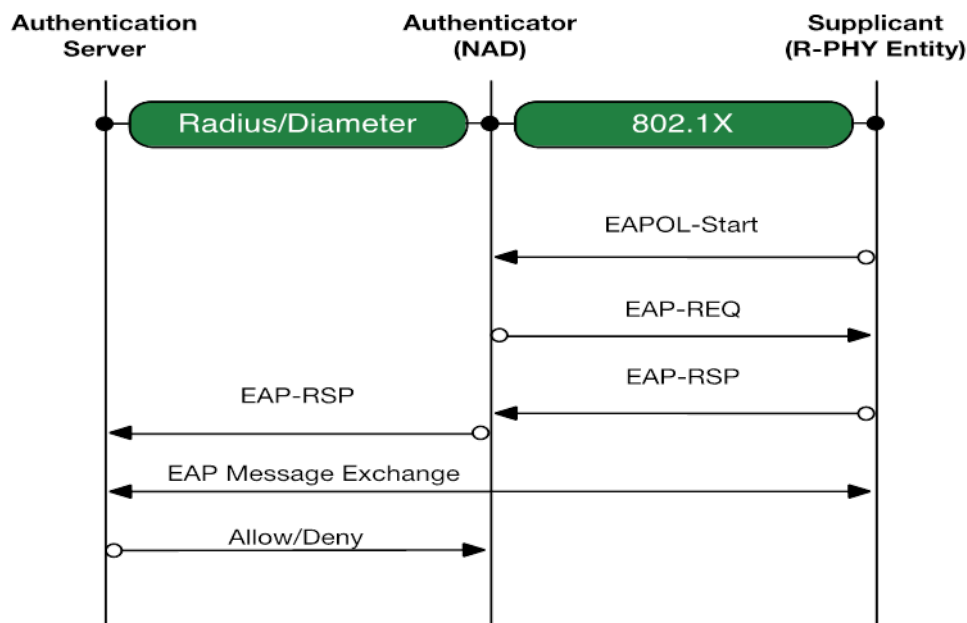 Authentication
Server
Authenticator
(NAD)
Supplicant
(R-PHY Entity)
Radius/Diameter
802.1X
EAPOL-Start
EAP-REQ
EAP-RSP
EAP-RSP
EAP Message Exchange
Allow/Deny